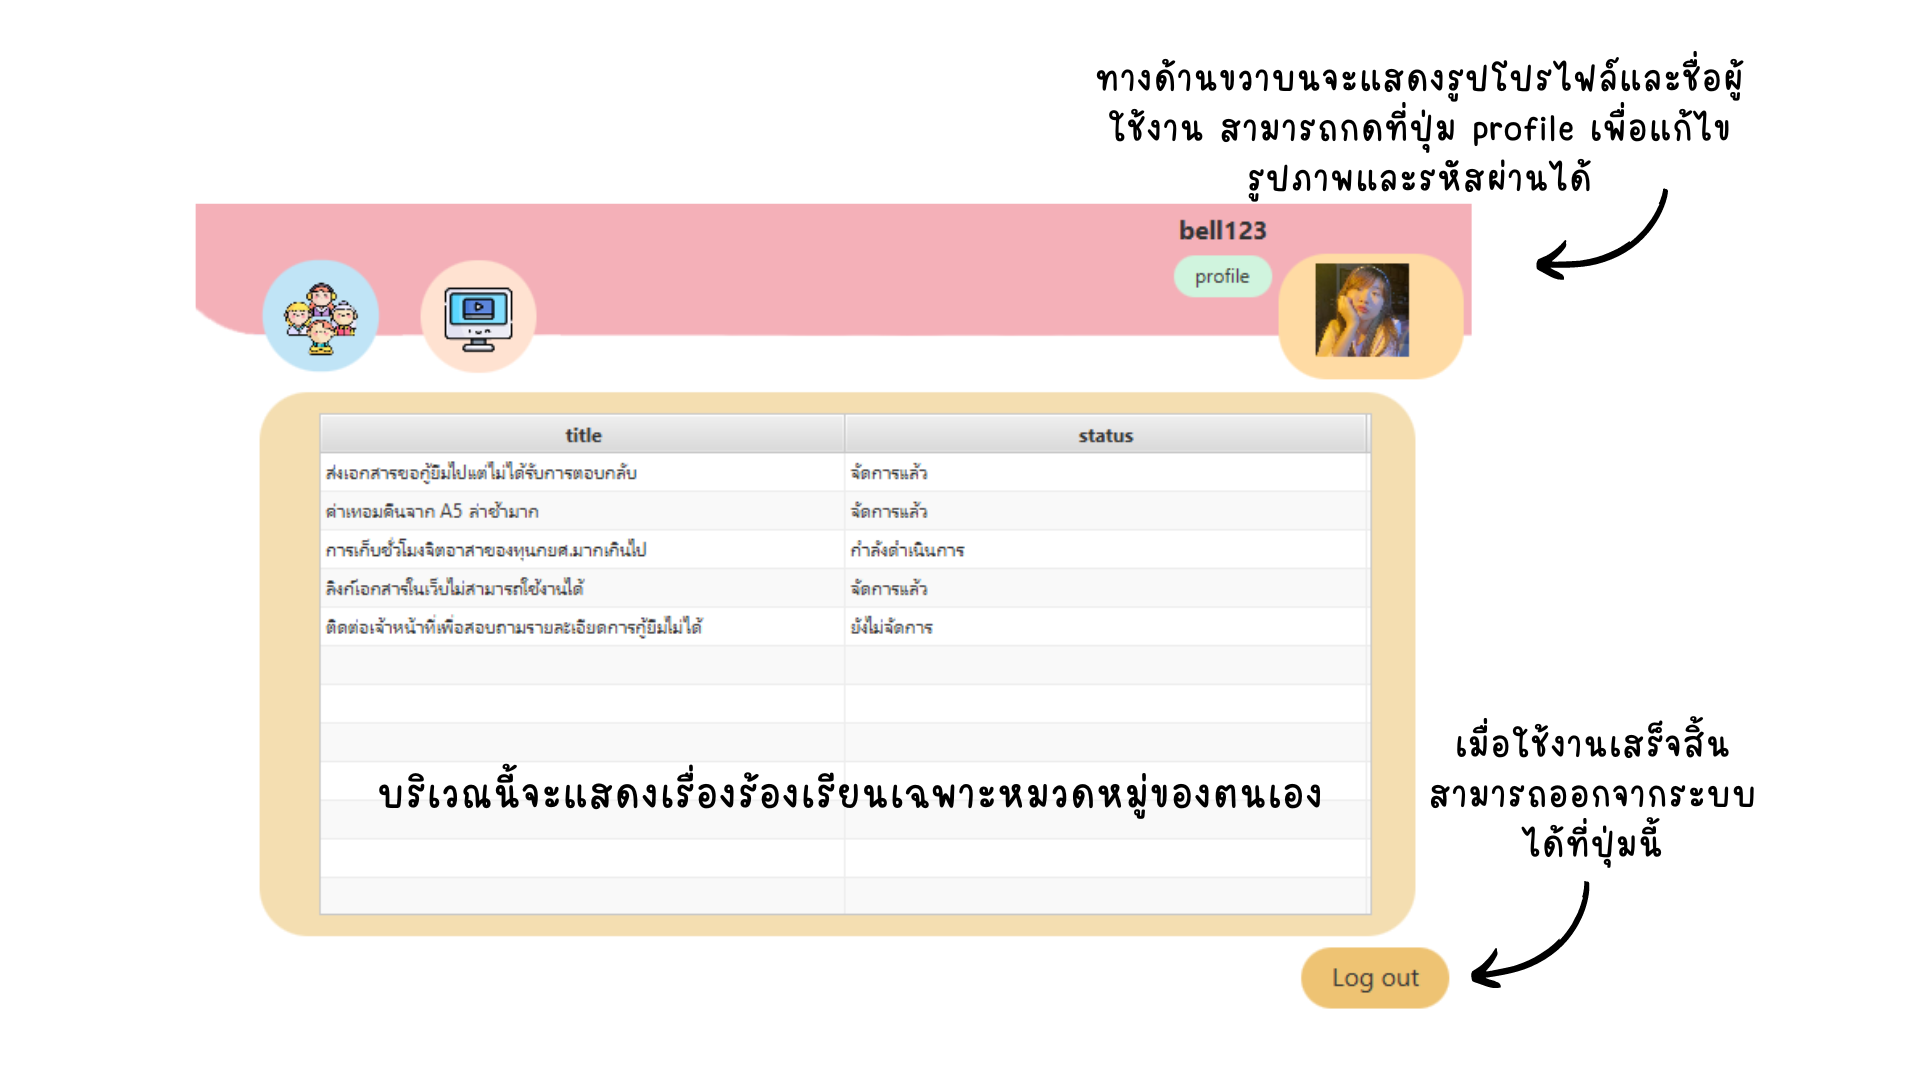 ทางด้านขวาบนจะแสดงรูปโปรไฟล์และชื่อผู้
ใช้งาน สามารถกดที่ปุ่ม profile เพื่อแก้ไข
รูปภาพและรหัสผ่านได้
bell123
profile
title status
ส่งเอกสารขอกู้ยืมไปแต่ไม่ได้รับการตอบกลับ จัดการแล้ว
ค่าเทอมคืนจาก A5 ล่าช้ามาก จัดการแล้ว
การเก็บชั่วโมงจิตอาสาของทุนกยศ.มากเกินไป กำลังดำเนินการ
ลิงก์เอกสารในเว็บไม่สามารถใช้งานได้ จัดการแล้ว
ติดต่อเจ้าหน้าที่เพื่อสอบถามรายละเอียดการกู้ยืมไม่ได้ ยังไม่จัดการ
บริเวณนี้จะแสดงเรื่องร้องเรียนเฉพาะหมวดหมู่ของตนเอง
เมื่อใช้งานเสร็จสิ้น
สามารถออกจากระบบ
ได้ที่ปุ่มนี้
Log out